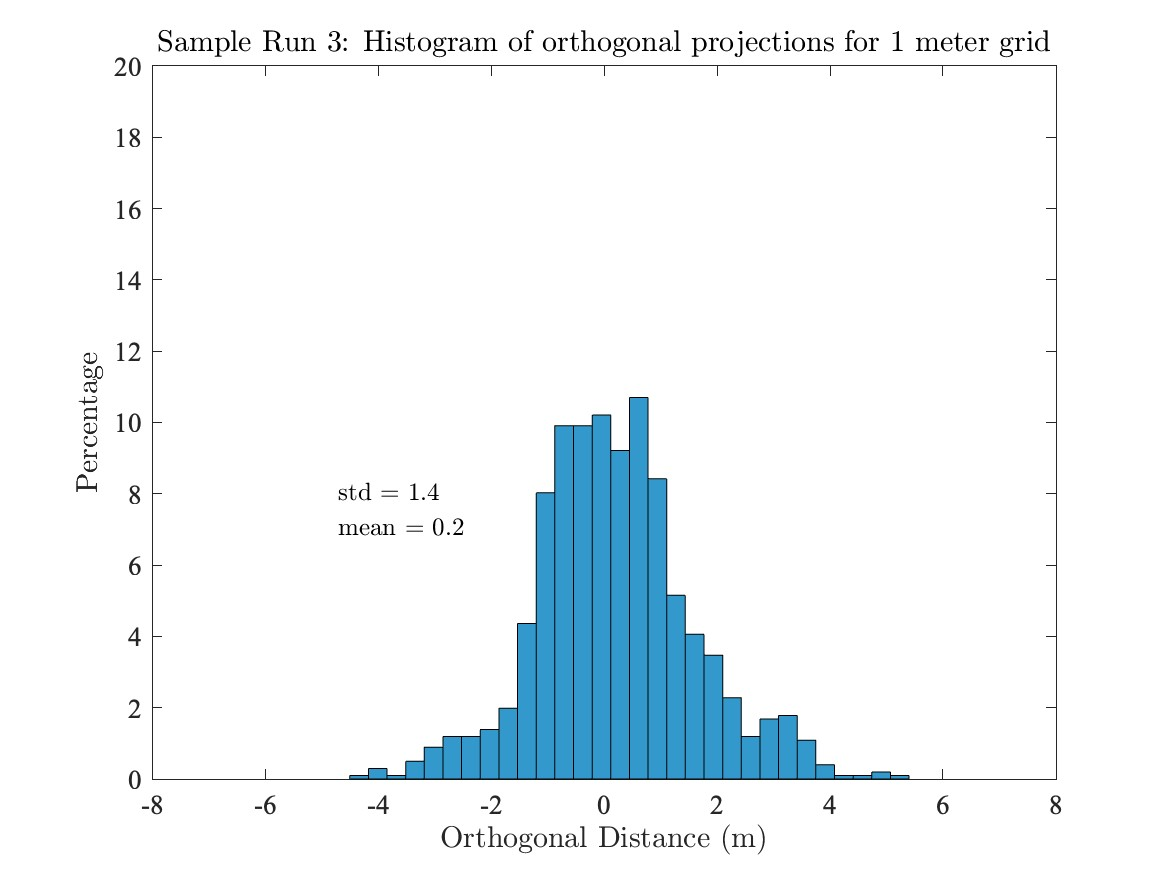 Sample Run 3: Histogram of orthogonal projections for 1 meter grid
20
18
16
14
12
10
8
6
4
2
0
Percentage
std = 1.4
mean = 0.2
-8 -6 -4 -2 0 2 4 6 8
Orthogonal Distance (m)